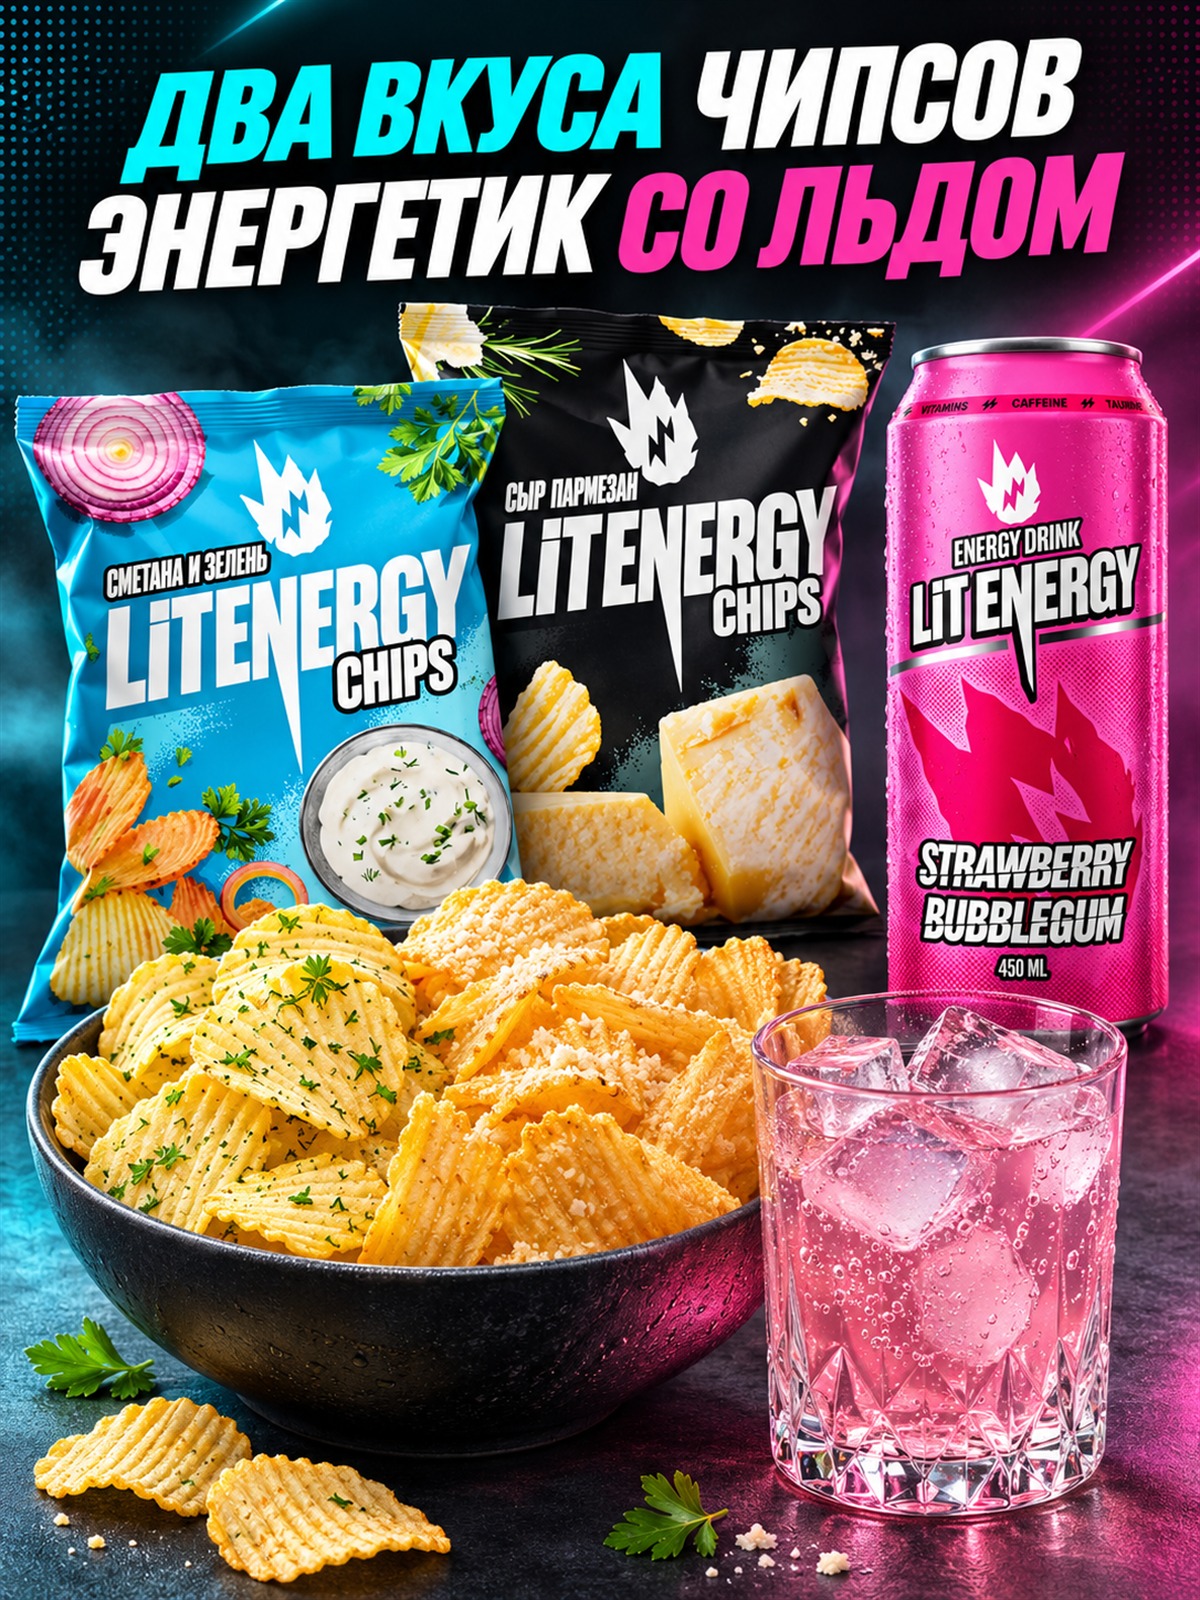 ДВА ВКУСА ЧИПСОВ
ЭНЕРГЕТИК СО ЛЬДОМ
СМЕТАНА И ЗЕЛЕНЬ
LiTENERGY
CHIPS
СЫР ПАРМЕЗАН
LiTENERGY
CHIPS
VITAMINS CAFFEINE
ENERGY DRINK
LiT ENERGY
STRAWBERRY
BUBBLEGUM
450 ML